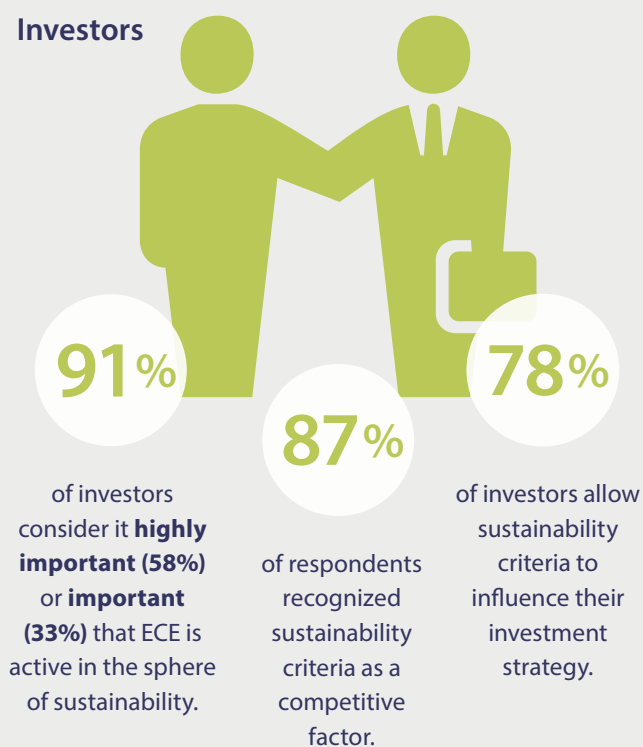 Investors
91%
of investors
consider it highly
important (58%)
or important
(33%) that ECE is
active in the sphere
of sustainability.
87%
of respondents
recognized
sustainability
criteria as a
competitive
factor.
78%
of investors allow
sustainability
criteria to
influence their
investment
strategy.